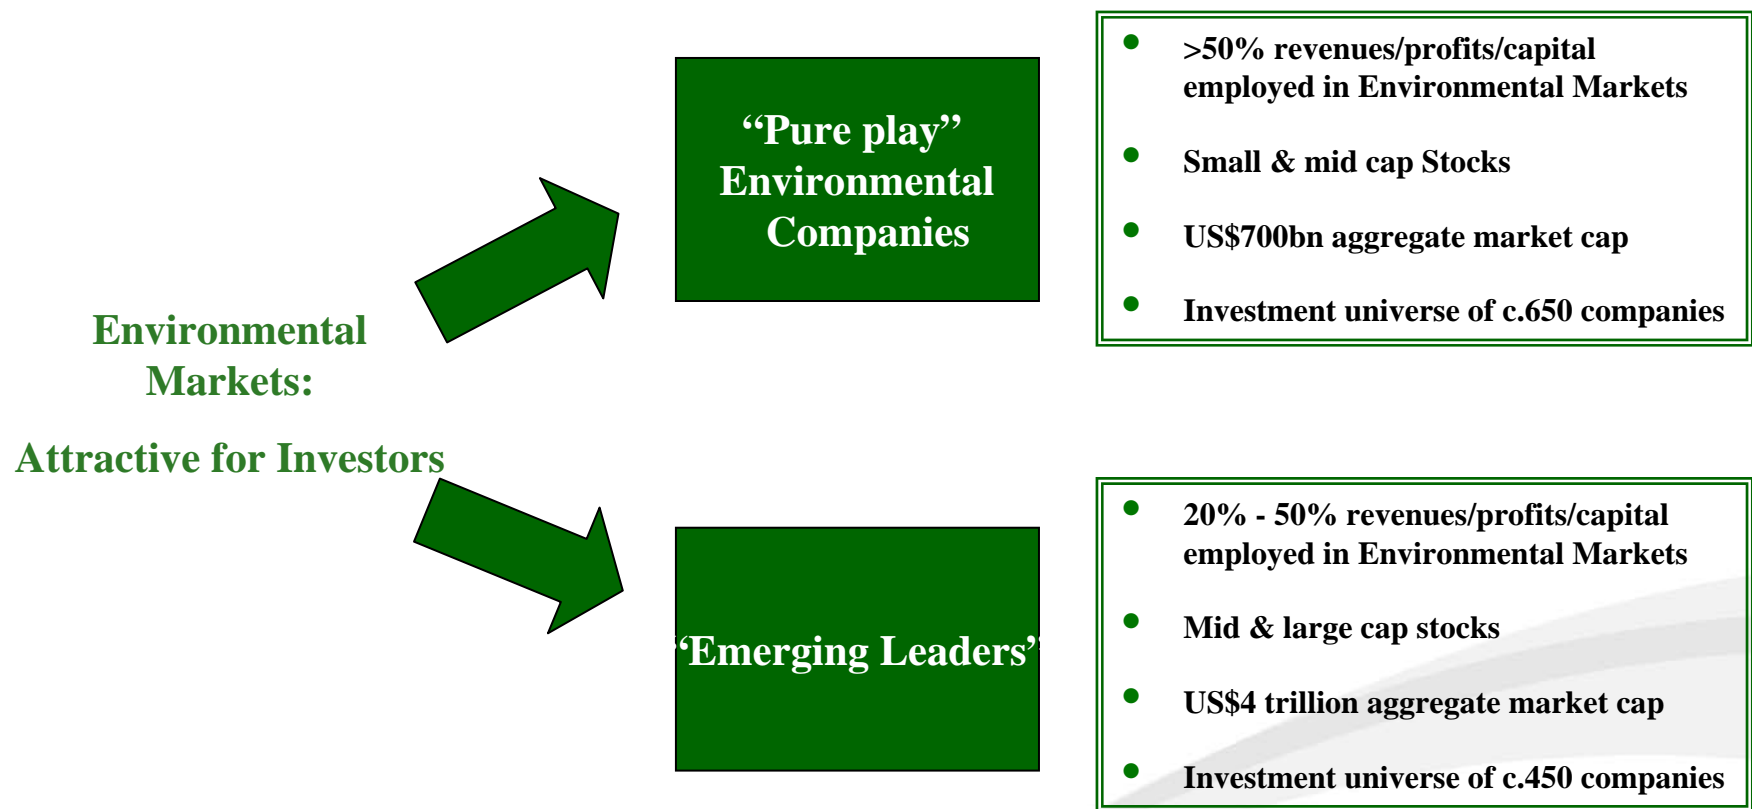 Environmental
Markets:
Attractive for Investors
“Pure play”
Environmental
Companies
• >50% revenues/profits/capital
employed in Environmental Markets
• Small & mid cap Stocks
• US$700bn aggregate market cap
• Investment universe of c.650 companies
“Emerging Leaders”
• 20% - 50% revenues/profits/capital
employed in Environmental Markets
• Mid & large cap stocks
• US$4 trillion aggregate market cap
• Investment universe of c.450 companies